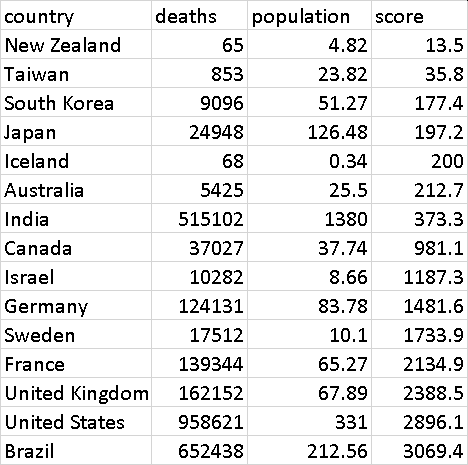 country deaths population score
New Zealand 65 4.82 13.5
Taiwan 853 23.82 35.8
South Korea 9096 51.27 177.4
Japan 24948 126.48 197.2
Iceland 68 0.34 200
Australia 5425 25.5 212.7
India 515102 1380 373.3
Canada 37027 37.74 981.1
Israel 10282 8.66 1187.3
Germany 124131 83.78 1481.6
Sweden 17512 10.1 1733.9
France 139344 65.27 2134.9
United Kingdom 162152 67.89 2388.5
United States 958621 331 2896.1
Brazil 652438 212.56 3069.4